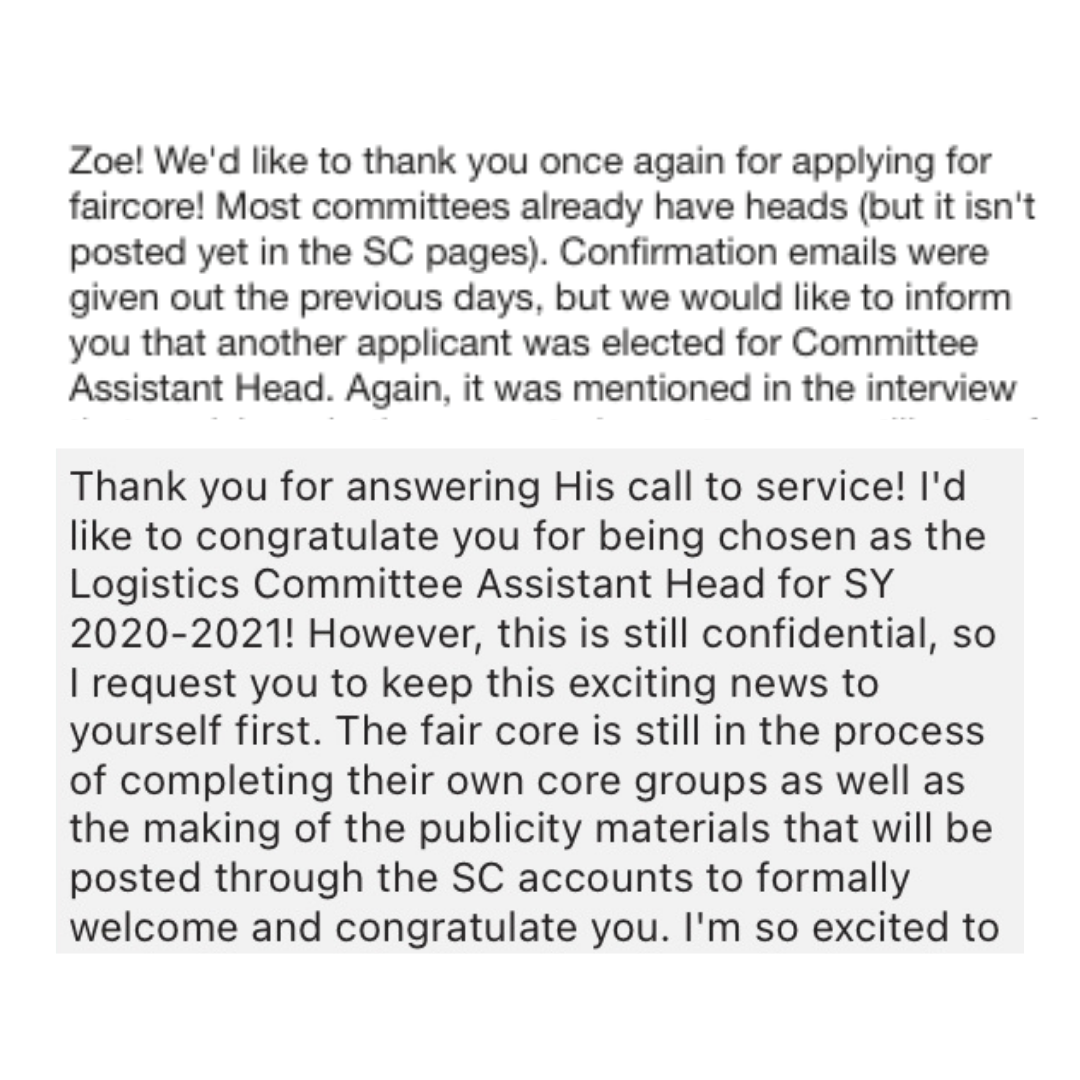 Zoe! We'd like to thank you once again for applying for
faircore! Most committees already have heads (but it isn't
posted yet in the SC pages). Confirmation emails were
given out the previous days, but we would like to inform
you that another applicant was elected for Committee
Assistant Head. Again, it was mentioned in the interview
Thank you for answering His call to service! I'd
like to congratulate you for being chosen as the
Logistics Committee Assistant Head for SY
2020-2021! However, this is still confidential, so
I request you to keep this exciting news to
yourself first. The fair core is still in the process
of completing their own core groups as well as
the making of the publicity materials that will be
posted through the SC accounts to formally
welcome and congratulate you. I'm so excited to